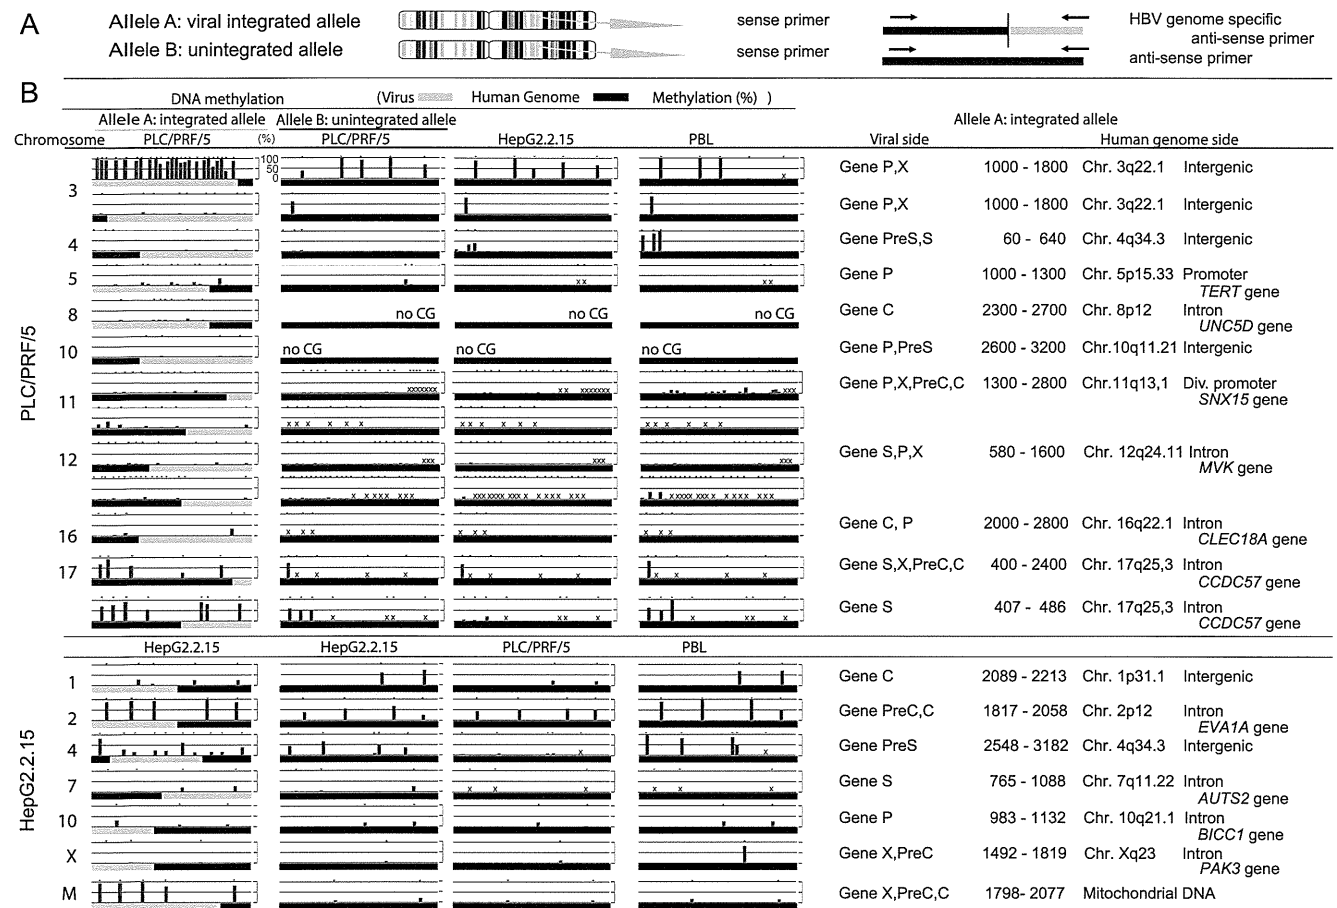 A
Allele A: viral integrated allele
sense primer
HBV genome specific
anti-sense primer
Allele B: unintegrated allele
sense primer
anti-sense primer
B
DNA methylation (Virus Human Genome Methylation (%) )
Allele A: integrated allele Allele B: unintegrated allele Allele A: integrated allele
Chromosome PLC/PRF/5 (%) PLC/PRF/5 HepG2.2.15 PBL Viral side Human genome side
PLC/PRF/5
100
50
0
3 Gene P,X 1000 - 1800 Chr. 3q22.1 Intergenic
Gene P,X 1000 - 1800 Chr. 3q22.1 Intergenic
4 Gene PreS,S 60 - 640 Chr. 4q34.3 Intergenic
5 x x x x Gene P 1000 - 1300 Chr. 5p15.33 Promoter
TERT gene
8 no CG no CG no CG Gene C 2300 - 2700 Chr. 8p12 Intron
UNC5D gene
10 no CG no CG no CG Gene P,PreS 2600 - 3200 Chr.10q11.21 Intergenic
11 Gene P,X,PreC,C 1300 - 2800 Chr.11q13,1 Div. promoter
SNX15 gene
12 Gene S,P,X 580 - 1600 Chr. 12q24.11 Intron
MVK gene
16 Gene C, P 2000 - 2800 Chr. 16q22.1 Intron
CLEC18A gene
17 Gene S,X,PreC,C 400 - 2400 Chr. 17q25,3 Intron
CCDC57 gene
Gene S 407 - 486 Chr. 17q25,3 Intron
CCDC57 gene
HepG2.2.15 HepG2.2.15 PLC/PRF/5 PBL
HepG2.2.15
1 Gene C 2089 - 2213 Chr. 1p31.1 Intergenic
2 Gene PreC,C 1817 - 2058 Chr. 2p12 Intron
EVA1A gene
4 Gene PreS 2548 - 3182 Chr. 4q34.3 Intergenic
7 Gene S 765 - 1088 Chr. 7q11.22 Intron
AUTS2 gene
10 Gene P 983 - 1132 Chr. 10q21.1 Intron
BICC1 gene
X Gene X,PreC 1492 - 1819 Chr. Xq23 Intron
PAK3 gene
M Gene X,PreC,C 1798- 2077 Mitochondrial DNA